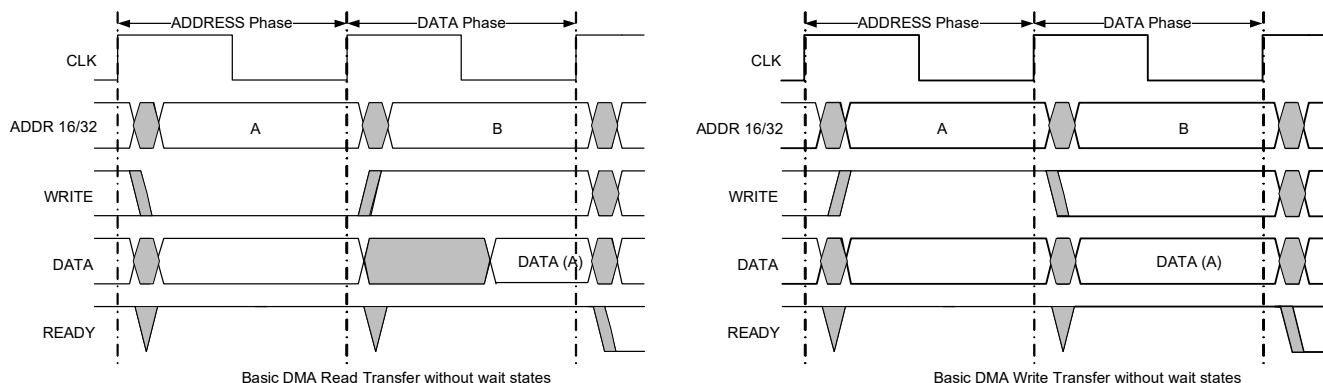 ADDRESS Phase
DATA Phase
CLK
ADDR 16/32
A
B
WRITE
DATA
DATA (A)
READY
Basic DMA Read Transfer without wait states
ADDRESS Phase
DATA Phase
CLK
ADDR 16/32
A
B
WRITE
DATA
DATA (A)
READY
Basic DMA Write Transfer without wait states